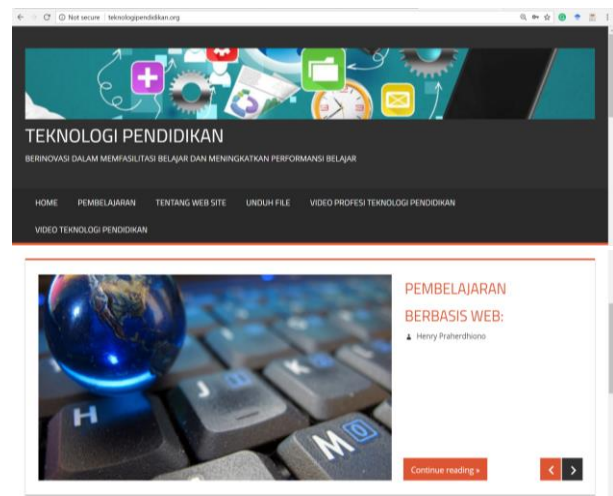 Not secure | teknologipendidikan.org
TEKNOLOGI PENDIDIKAN
BERINOVASI DALAM MEMFASILITASI BELAJAR DAN MENINGKATKAN PERFORMANSI BELAJAR
HOME PEMBELAJARAN TENTANG WEB SITE UNDUH FILE VIDEO PROFESI TEKNOLOGI PENDIDIKAN
VIDEO TEKNOLOGI PENDIDIKAN
PEMBELAJARAN
BERBASIS WEB:
Henry Praherdhiono
H J K M 0
Continue reading »